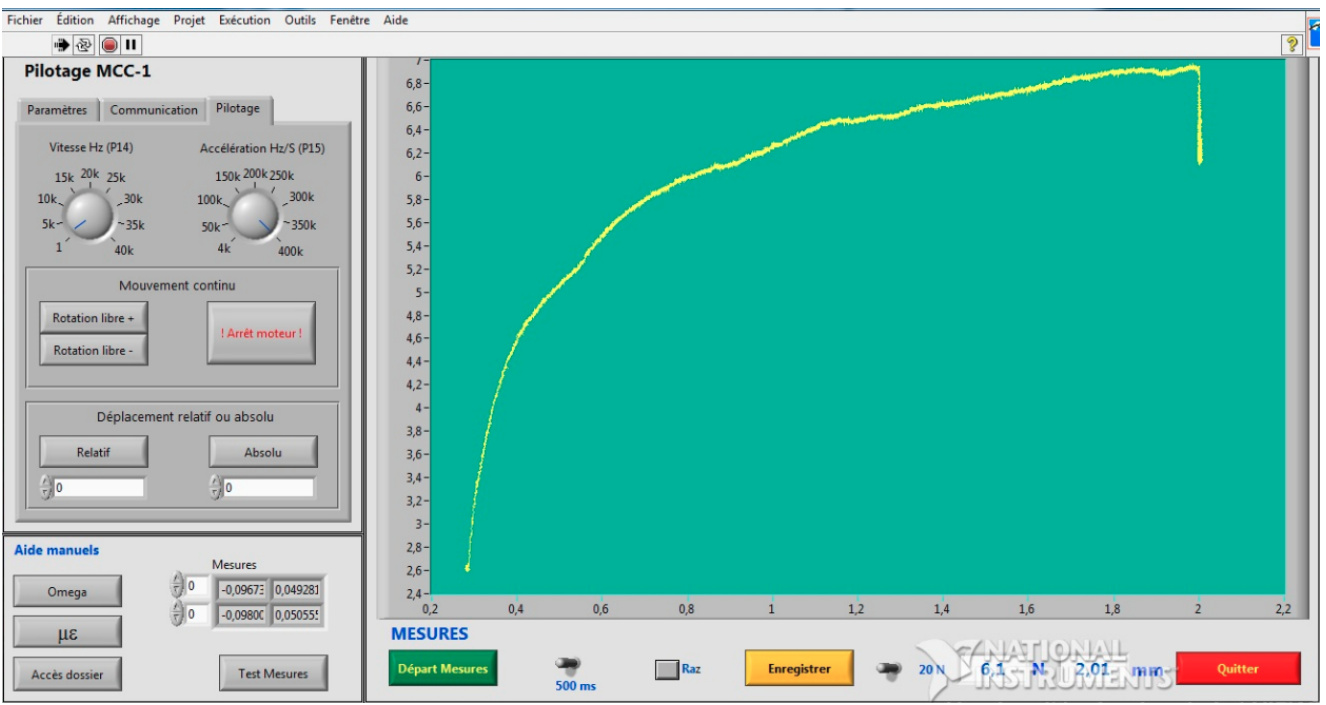 Fichier Édition Affichage Projet Exécution Outils Fenêtre Aide
Pilotage MCC-1
Paramètres Communication Pilotage
Vitesse Hz (P14) Accélération Hz/S (P15)
15k 20k 25k 150k 200k 250k
10k 30k 100k 300k
5k 35k 50k 350k
1 40k 4k 400k
Mouvement continu
Rotation libre +
! Arrêt moteur !
Rotation libre -
Déplacement relatif ou absolu
Relatif Absolu
0 0
Aide manuels
Mesures
Omega 0 0,049281
0
με
Accès dossier Test Mesures
7
6,8
6,6
6,4
6,2
6
5,8
5,6
5,4
5,2
5
4,8
4,6
4,4
4,2
4
3,8
3,6
3,4
3,2
3
2,8
2,6
2,4
0,2 0,4 0,6 0,8 1 1,2 1,4 1,6 1,8 2 2,2
MESURES
Départ Mesures 500 ms Raz Enregistrer 20 N 6,1 N 2,01 mm Quitter
NATIONAL
INSTRUMENTS